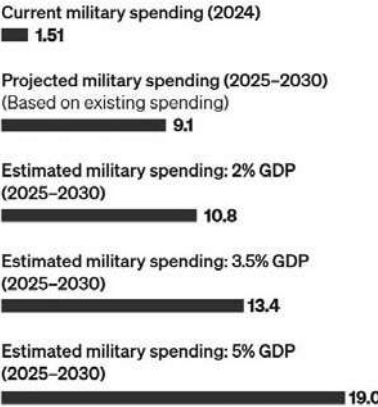 Current military spending (2024)
1.51
Projected military spending (2025–2030)
(Based on existing spending)
9.1
Estimated military spending: 2% GDP
(2025–2030)
10.8
Estimated military spending: 3.5% GDP
(2025–2030)
13.4
Estimated military spending: 5% GDP
(2025–2030)
19.0